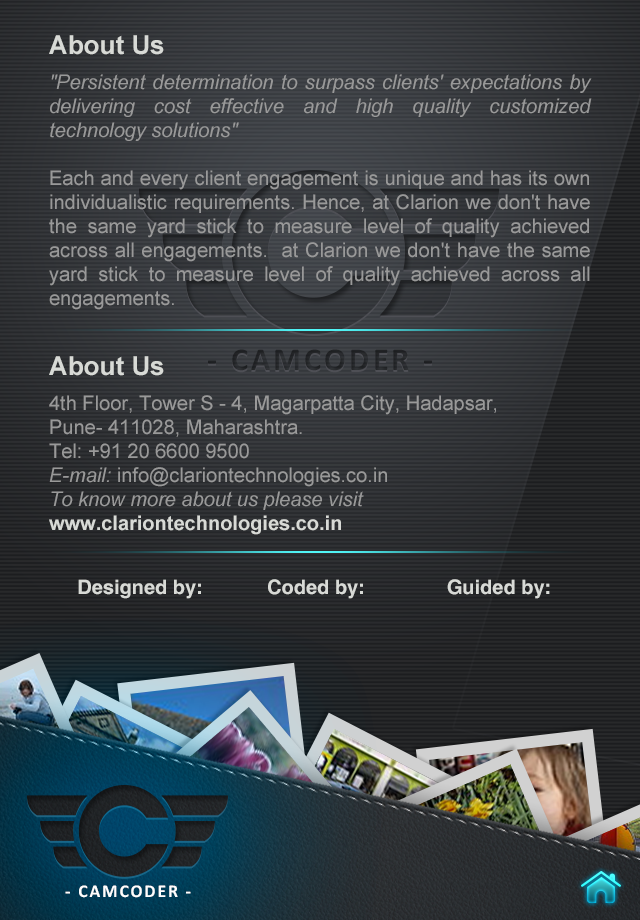 About Us
"Persistent determination to surpass clients' expectations by
delivering cost effective and high quality customized
technology solutions"
Each and every client engagement is unique and has its own
individualistic requirements. Hence, at Clarion we don't have
the same yard stick to measure level of quality achieved
across all engagements.  at Clarion we don't have the same
yard stick to measure level of quality achieved across all
engagements.
- CAMCODER -
About Us
4th Floor, Tower S - 4, Magarpatta City, Hadapsar,
Pune- 411028, Maharashtra.
Tel: +91 20 6600 9500
E-mail: info@clariontechnologies.co.in
To know more about us please visit
www.clariontechnologies.co.in
Designed by: Coded by: Guided by:
- CAMCODER -